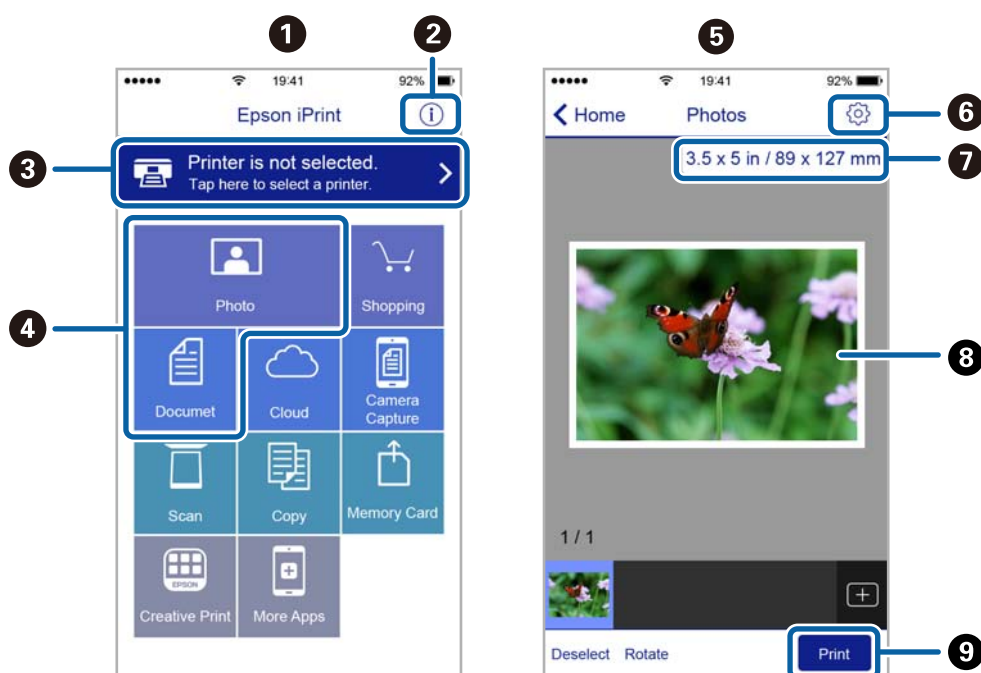 1
2
19:41
92%
Epson iPrint
i
3
Printer is not selected.
Tap here to select a printer.
4
Photo
Shopping
Documet
Cloud
Camera
Capture
Scan
Copy
Memory Card
EPSON
Creative Print
More Apps
5
19:41
92%
Home
Photos
6
3.5 x 5 in / 89 x 127 mm
7
8
1 / 1
Deselect
Rotate
Print
9